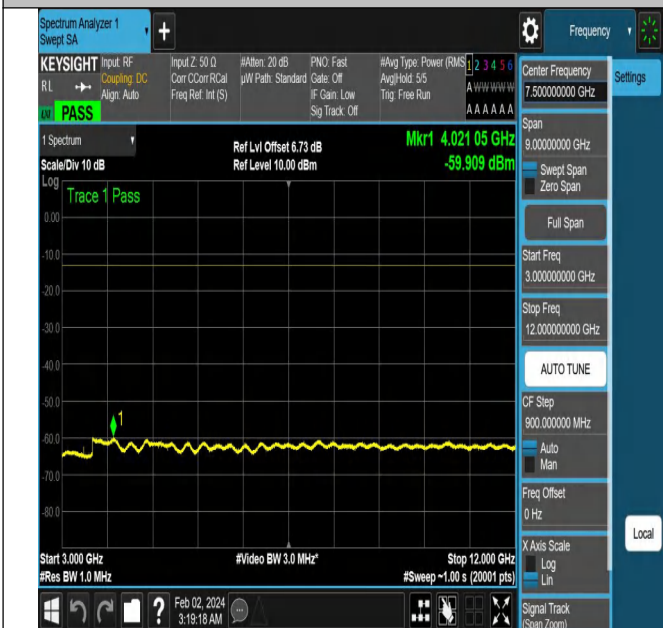 Spectrum Analyzer 1
Swept SA
+
Frequency
KEYSIGHT
RL
PASS
Input: RF
Coupling: DC
Align: Auto
Input Z: 50 Ω
Corr CCorr RCal
Freq Ref: Int (S)
#Atten: 20 dB
µW Path: Standard
PNO: Fast
Gate: Off
IF Gain: Low
Sig Track: Off
#Avg Type: Power (RMS
Avg|Hold: 5/5
Trig: Free Run
1 2 3 4 5 6
A W W W W W
A A A A A A
1 Spectrum
Scale/Div 10 dB
Log
Ref Lvl Offset 6.73 dB
Ref Level 10.00 dBm
Mkr1 4.021 05 GHz
-59.909 dBm
Trace 1 Pass
0.00
-10.0
-20.0
-30.0
-40.0
-50.0
-60.0
-70.0
-80.0
1
Start 3.000 GHz
#Res BW 1.0 MHz
#Video BW 3.0 MHz*
Stop 12.000 GHz
#Sweep ~1.00 s (20001 pts)
Feb 02, 2024
3:19:18 AM
?
Center Frequency
7.500000000 GHz
Settings
Span
9.00000000 GHz
Swept Span
Zero Span
Full Span
Start Freq
3.000000000 GHz
Stop Freq
12.000000000 GHz
AUTO TUNE
CF Step
900.000000 MHz
Auto
Man
Freq Offset
0 Hz
X Axis Scale
Log
Lin
Local
Signal Track
(Span Zoom)